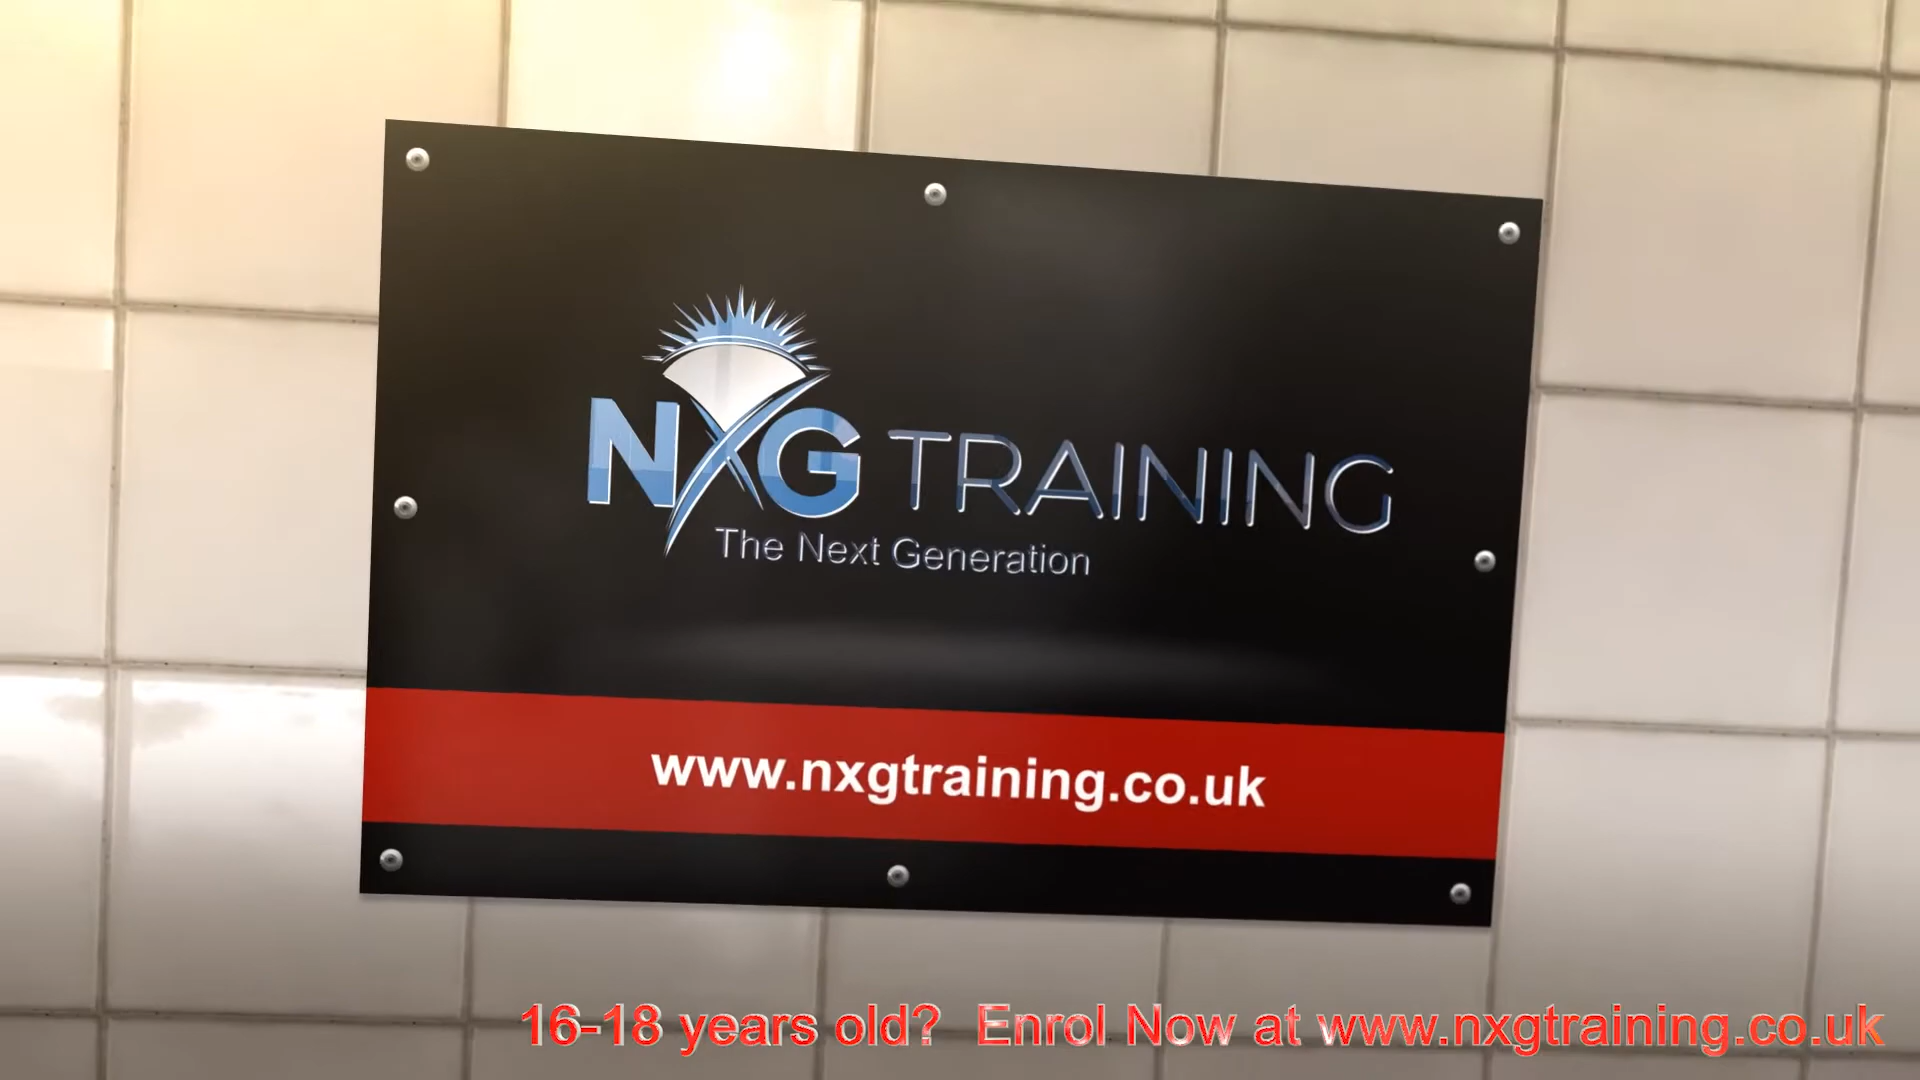 NXG TRAINING
The Next Generation
www.nxgtraining.co.uk
16-18 years old? Enrol Now at www.nxgtraining.co.uk